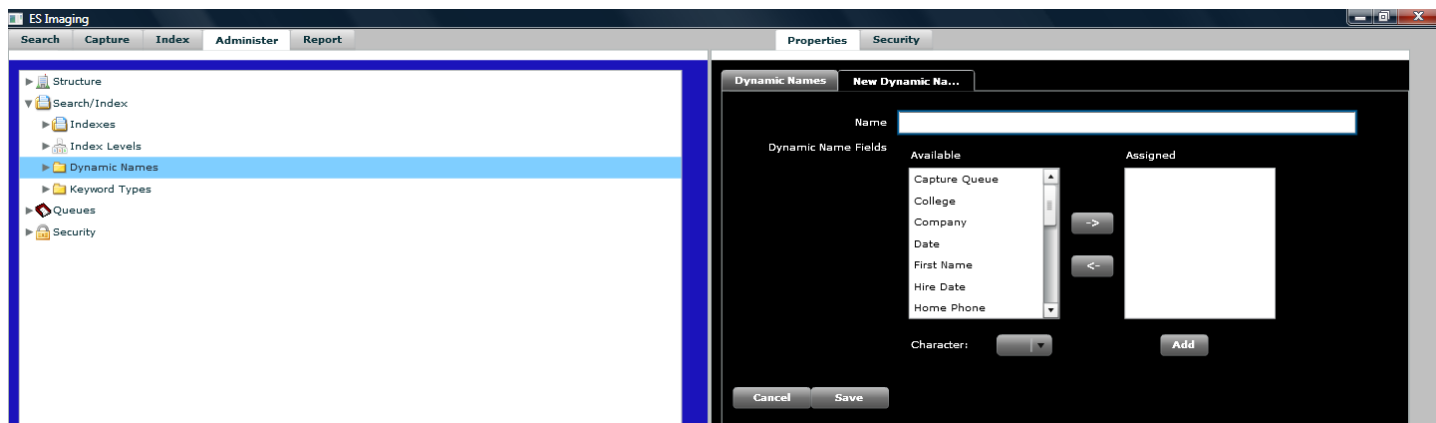 ES Imaging
Search Capture Index Administer Report
Properties Security
Structure
Search/Index
Indexes
Index Levels
Dynamic Names
Keyword Types
Queues
Security
Dynamic Names New Dynamic Na...
Name
Dynamic Name Fields
Available Assigned
Capture Queue
College
Company
Date
First Name
Hire Date
Home Phone
->
<-
Character: Add
Cancel Save